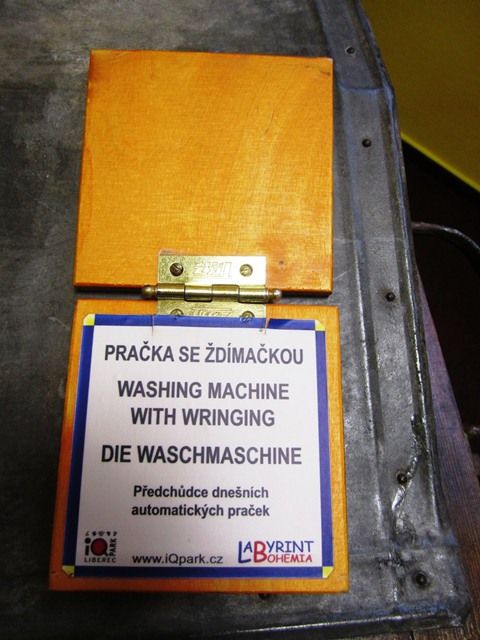 PRAČKA SE ŽDÍMAČKOU
WASHING MACHINE
WITH WRINGING
DIE WASCHMASCHINE
Předchůdce dnešních
automatických praček
iQ PARK
LIBEREC
www.iQpark.cz
LABYRINT
BOHEMIA